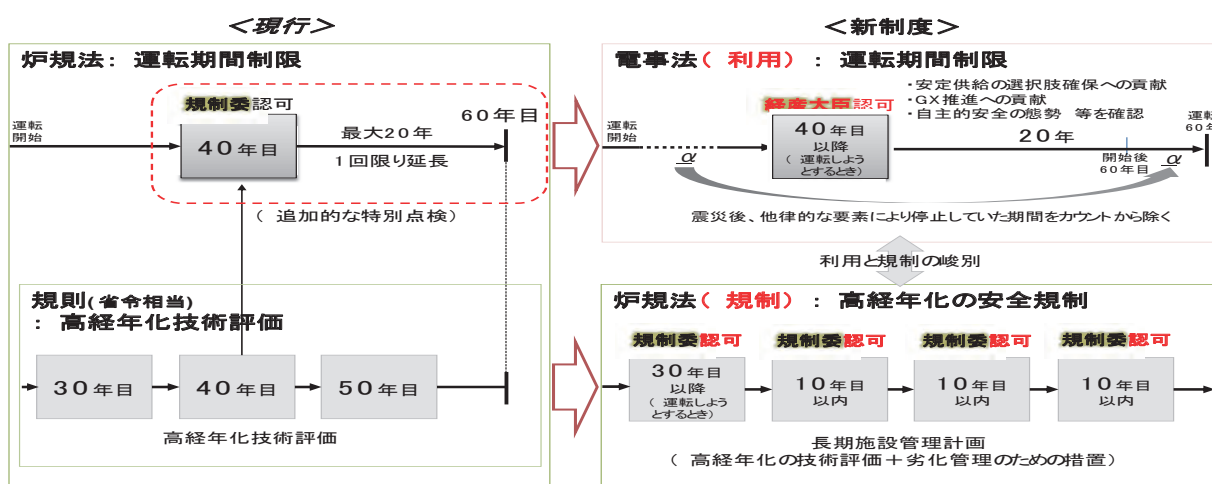 ＜現行＞
炉規法： 運転期間制限
規制委認可
運転
開始
40年目
最大20年
1回限り延長
60年目
（ 追加的な特別点検）
規則(省令相当)
： 高経年化技術評価
30年目
40年目
50年目
高経年化技術評価
＜新制度＞
電事法（ 利用） ： 運転期間制限
・安定供給の選択肢確保への貢献
・GX推進への貢献
・自主的安全の態勢 等を確認
経産大臣認可
運転
開始
α
40年目
以降
（ 運転しよう
とするとき）
20年
開始後
60年目
α
運転
60年
震災後、他律的な要素により停止していた期間をカウントから除く
利用と規制の峻別
炉規法（ 規制） ： 高経年化の安全規制
規制委認可
規制委認可
規制委認可
規制委認可
30年目
以降
（ 運転しよう
とするとき）
10年目
以内
10年目
以内
10年目
以内
長期施設管理計画
（ 高経年化の技術評価＋劣化管理のための措置）